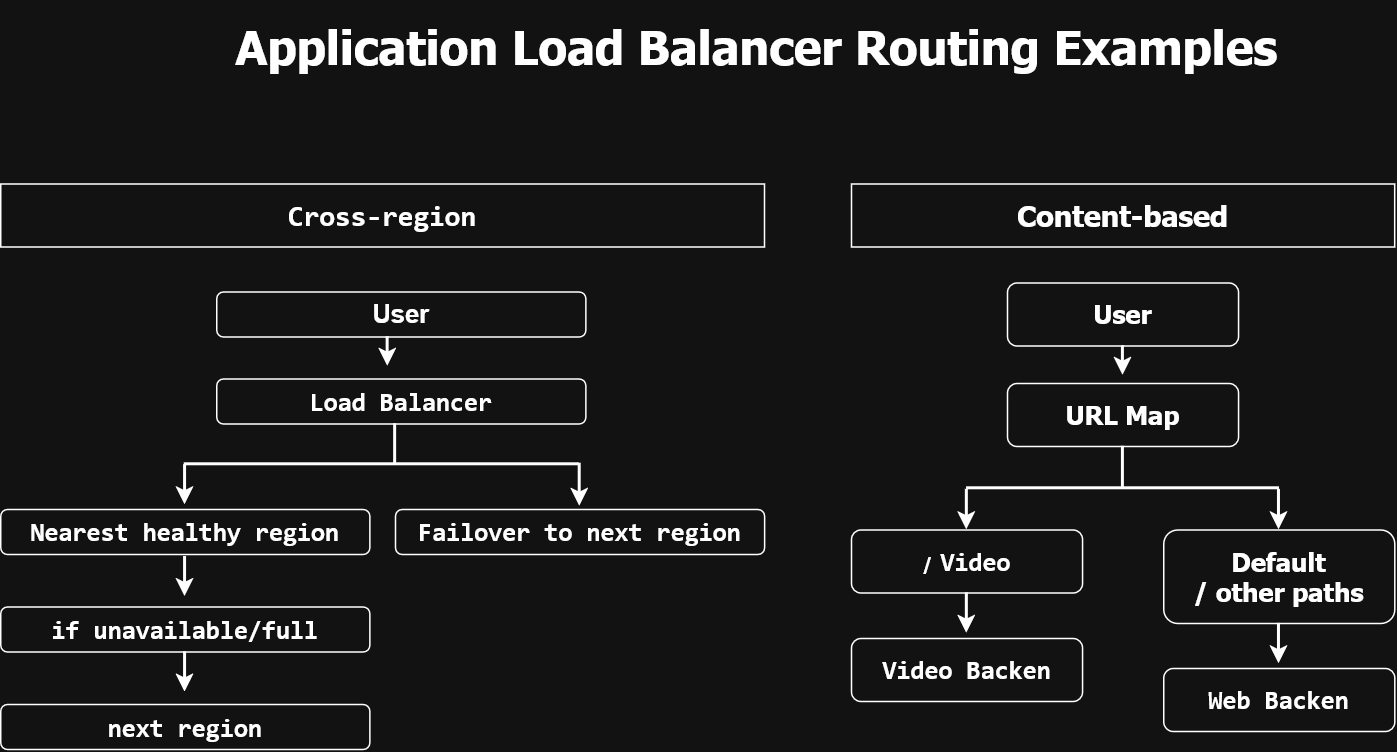 Application Load Balancer Routing Examples
Cross-region
User
Load Balancer
Nearest healthy region
Failover to next region
if unavailable/full
next region
Content-based
User
URL Map
/ Video
Video Backen
Default
/ other paths
Web Backen